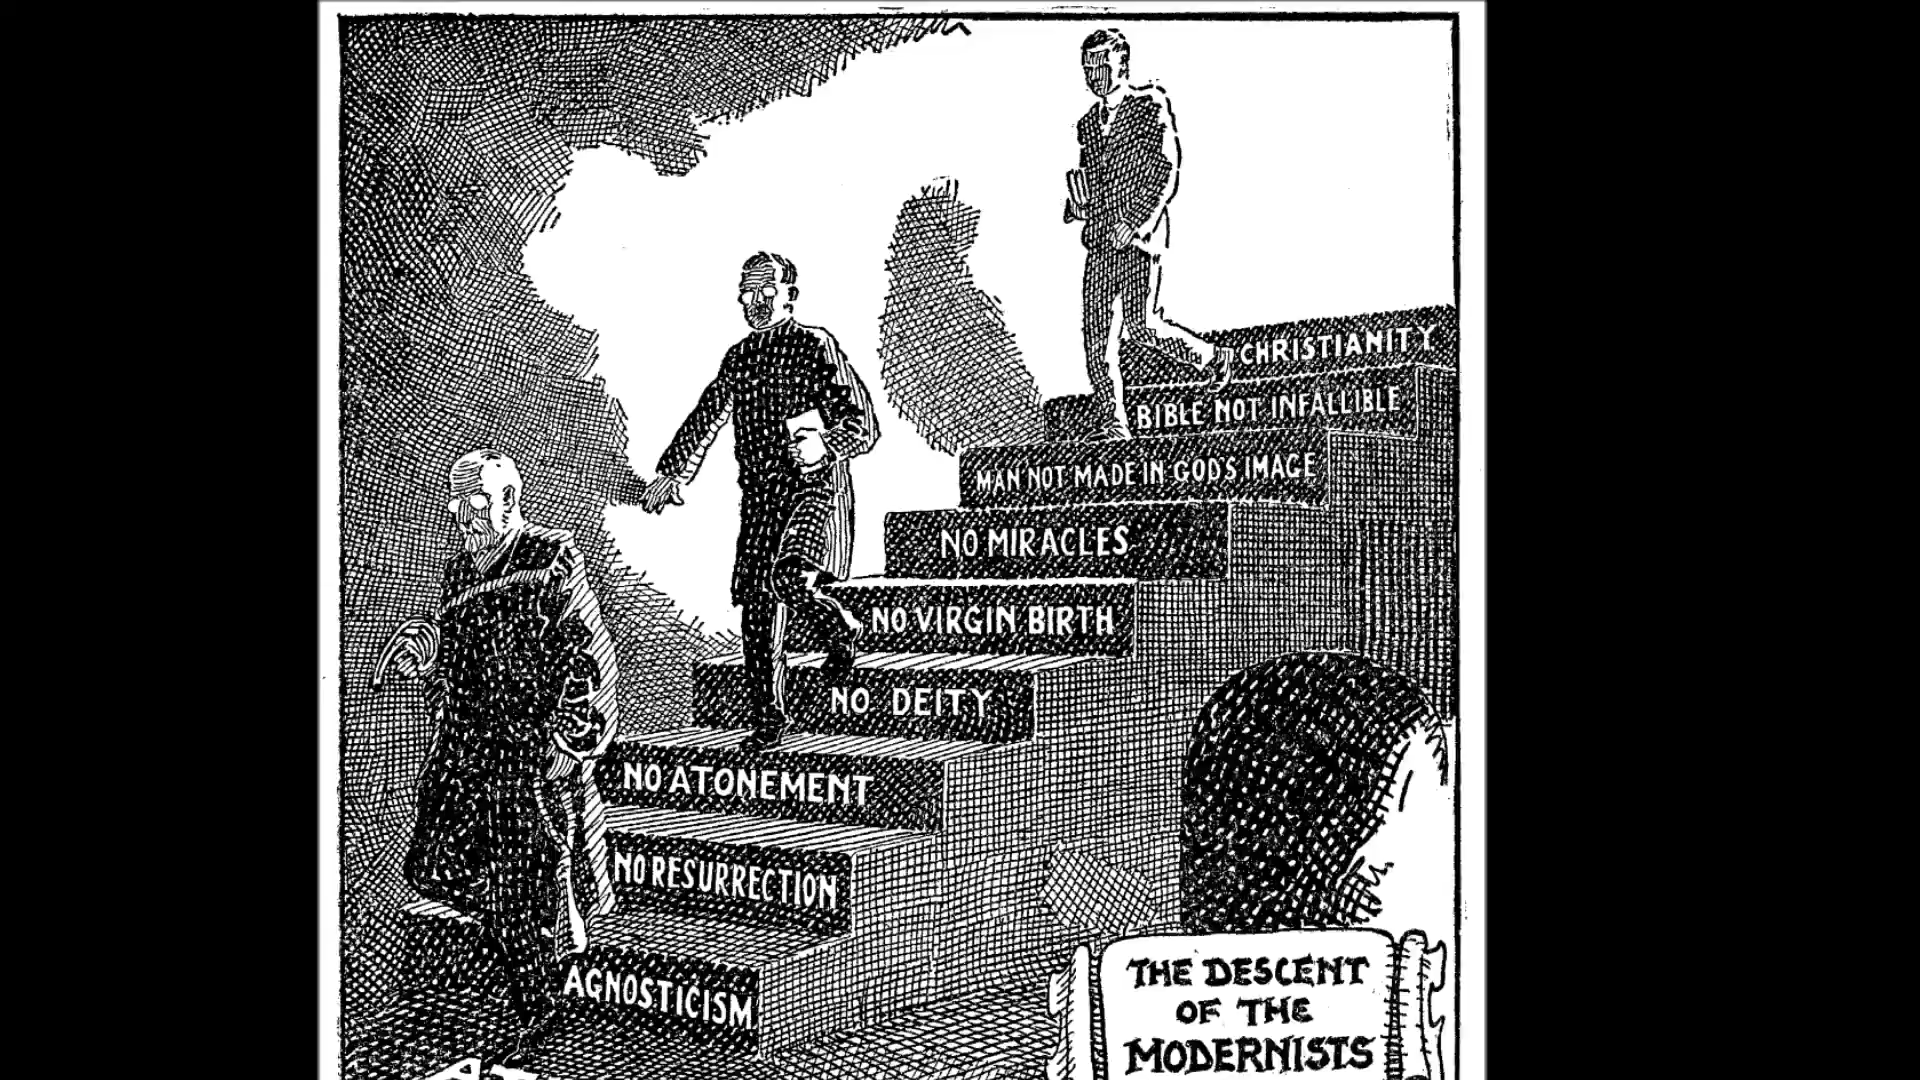 CHRISTIANITY
BIBLE NOT INFALLIBLE
MAN NOT MADE IN GOD'S IMAGE
NO MIRACLES
NO VIRGIN BIRTH
NO DEITY
NO ATONEMENT
NO RESURRECTION
AGNOSTICISM
THE DESCENT
OF THE
MODERNISTS